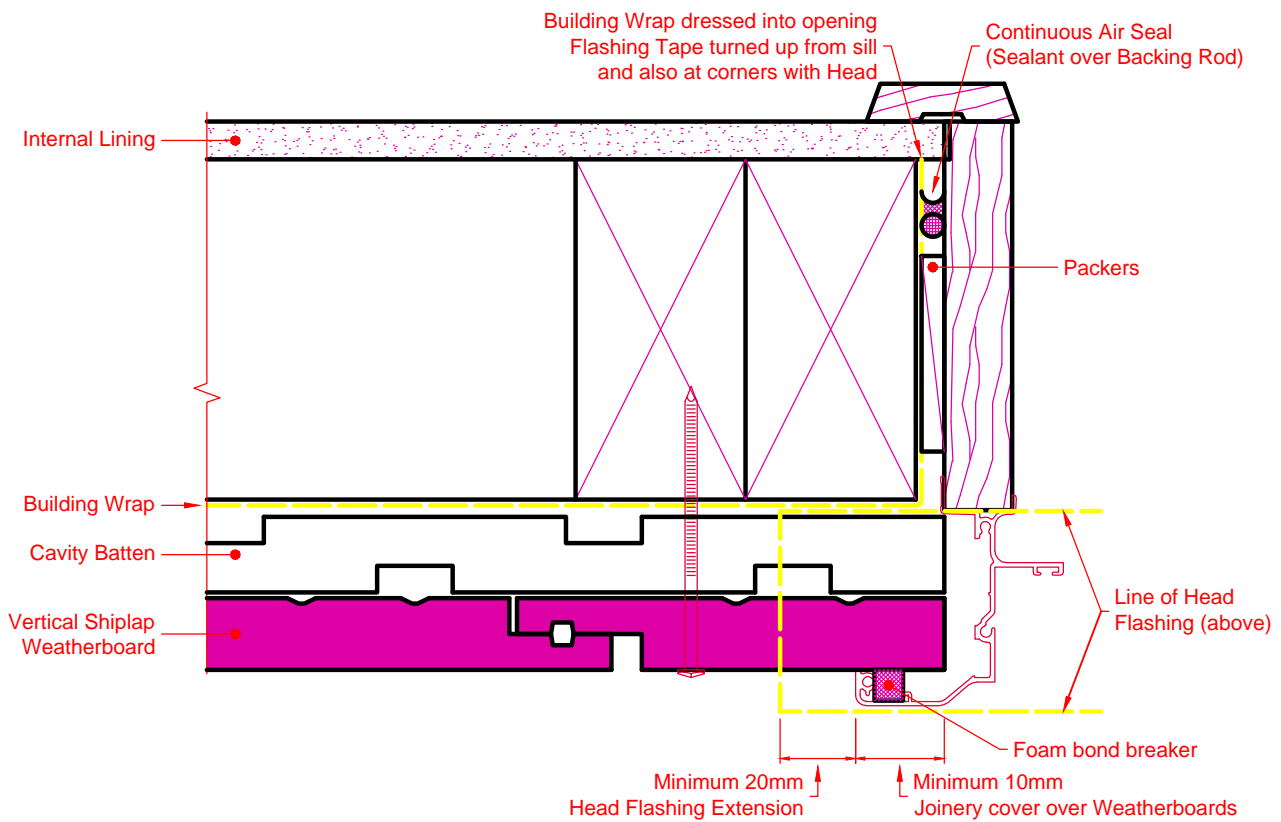 Building Wrap dressed into opening
Flashing Tape turned up from sill
and also at corners with Head
Continuous Air Seal
(Sealant over Backing Rod)
Internal Lining
Packers
Building Wrap
Cavity Batten
Vertical Shiplap
Weatherboard
Line of Head
Flashing (above)
Foam bond breaker
Minimum 20mm
Head Flashing Extension
Minimum 10mm
Joinery cover over Weatherboards